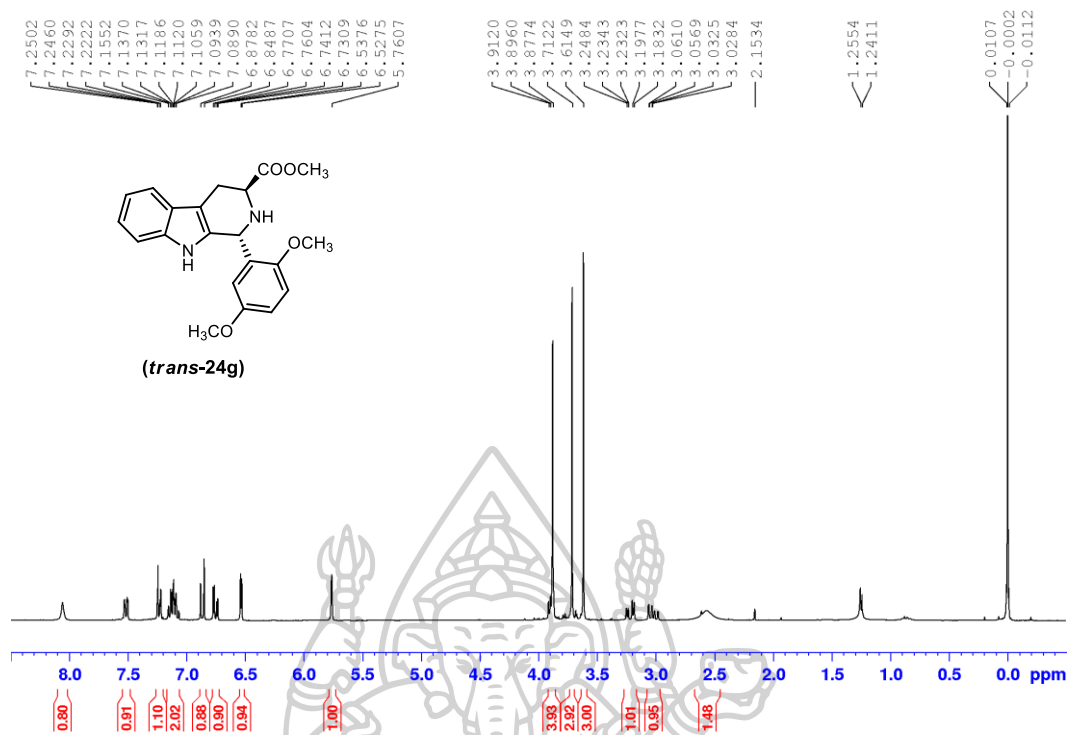 7.2502 7.2460 7.2292 7.2222 7.1552 7.1370 7.1317 7.1186 7.1120 7.1059 7.0939 7.0890 6.8782 6.8487 6.7707 6.7604 6.7412 6.7309 6.5376 6.5275 5.7607 3.9120 3.8960 3.8774 3.7122 3.6149 3.2484 3.2343 3.2323 3.1977 3.1832 3.0610 3.0569 3.0325 3.0284 2.1534 1.2554 1.2411 0.0107 -0.0002 -0.0112
COOCH3
NH
N
H
OCH3
H3CO
(trans-24g)
8.0 7.5 7.0 6.5 6.0 5.5 5.0 4.5 4.0 3.5 3.0 2.5 2.0 1.5 1.0 0.5 0.0 ppm
0.80 0.91 1.10 2.02 0.88 0.90 0.94 1.00 3.93 2.92 3.00 1.01 0.95 1.48